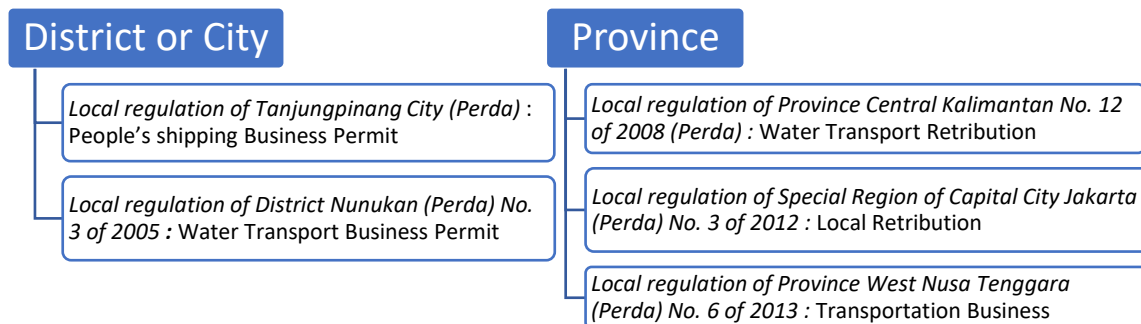 District or City
Local regulation of Tanjungpinang City (Perda) :
People's shipping Business Permit
Local regulation of District Nunukan (Perda) No.
3 of 2005 : Water Transport Business Permit
Province
Local regulation of Province Central Kalimantan No. 12
of 2008 (Perda) : Water Transport Retribution
Local regulation of Special Region of Capital City Jakarta
(Perda) No. 3 of 2012 : Local Retribution
Local regulation of Province West Nusa Tenggara
(Perda) No. 6 of 2013 : Transportation Business